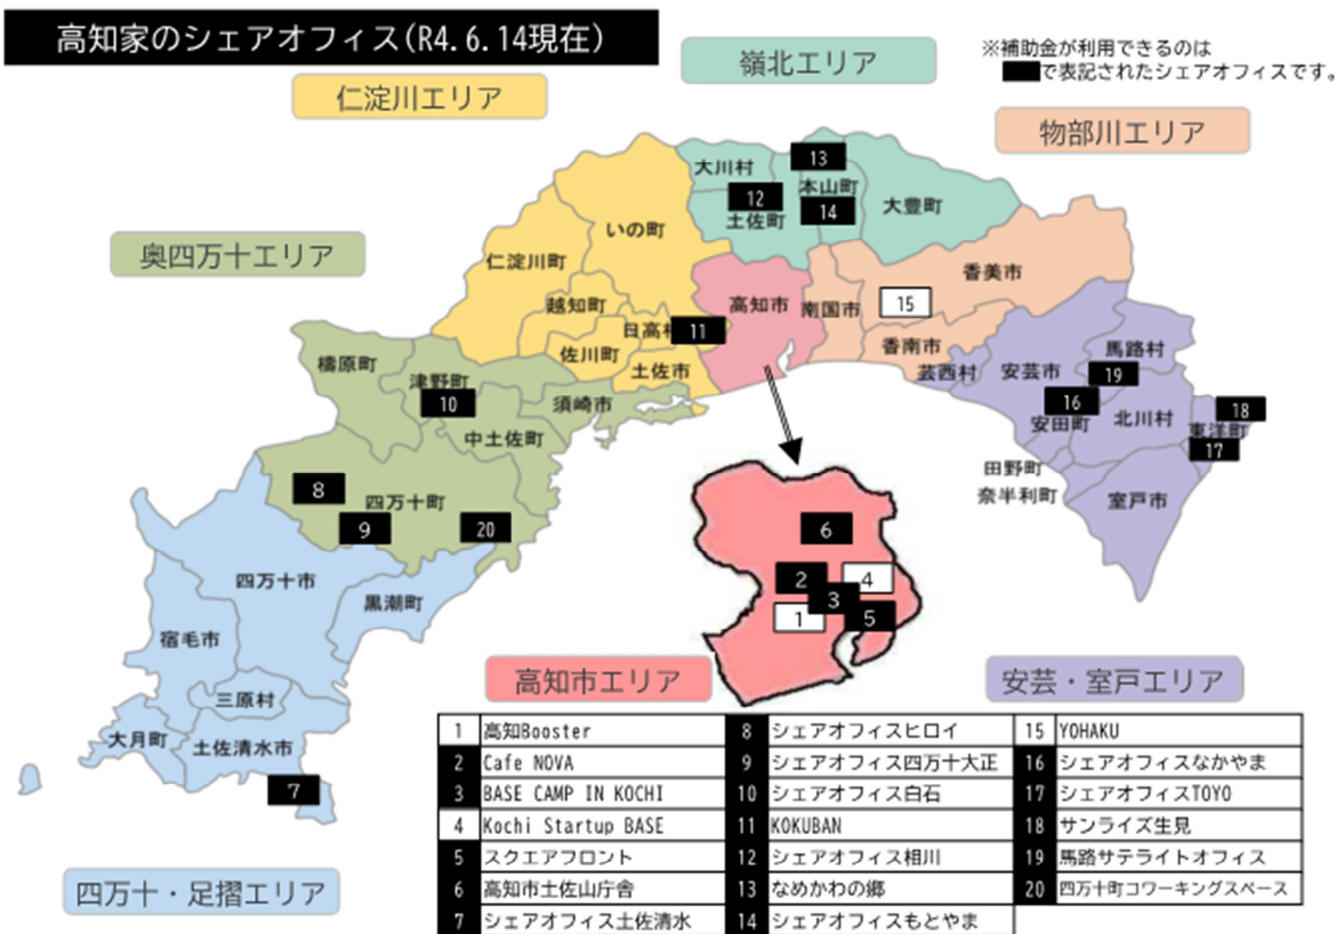 高知家のシェアオフィス(R4.6.14現在)
※補助金が利用できるのは
で表記されたシェアオフィスです。
嶺北エリア
仁淀川エリア
物部川エリア
奥四万十エリア
大川村
13
本山町
12
14
土佐町
大豊町
いの町
仁淀川町
香美市
越知町
高知市
南国市
15
日高村
11
佐川町
香南市
土佐市
馬路村
檮原町
津野町
芸西村
安芸市
19
10
須崎市
16
18
中土佐町
安田町
北川村
東洋町
17
田野町
奈半利町
室戸市
8
四万十町
9
20
6
四万十市
2
4
黒潮町
3
1
5
宿毛市
三原村
大月町
土佐清水市
7
高知市エリア
安芸・室戸エリア
四万十・足摺エリア
1 高知Booster
2 Cafe NOVA
3 BASE CAMP IN KOCHI
4 Kochi Startup BASE
5 スクエアフロント
6 高知市土佐山庁舎
7 シェアオフィス土佐清水
8 シェアオフィスヒロイ
9 シェアオフィス四万十大正
10 シェアオフィス白石
11 KOKUBAN
12 シェアオフィス相川
13 なめかわの郷
14 シェアオフィスもとやま
15 YOHAKU
16 シェアオフィスなかやま
17 シェアオフィスTOYO
18 サンライズ生見
19 馬路サテライトオフィス
20 四万十町コワーキングスペース